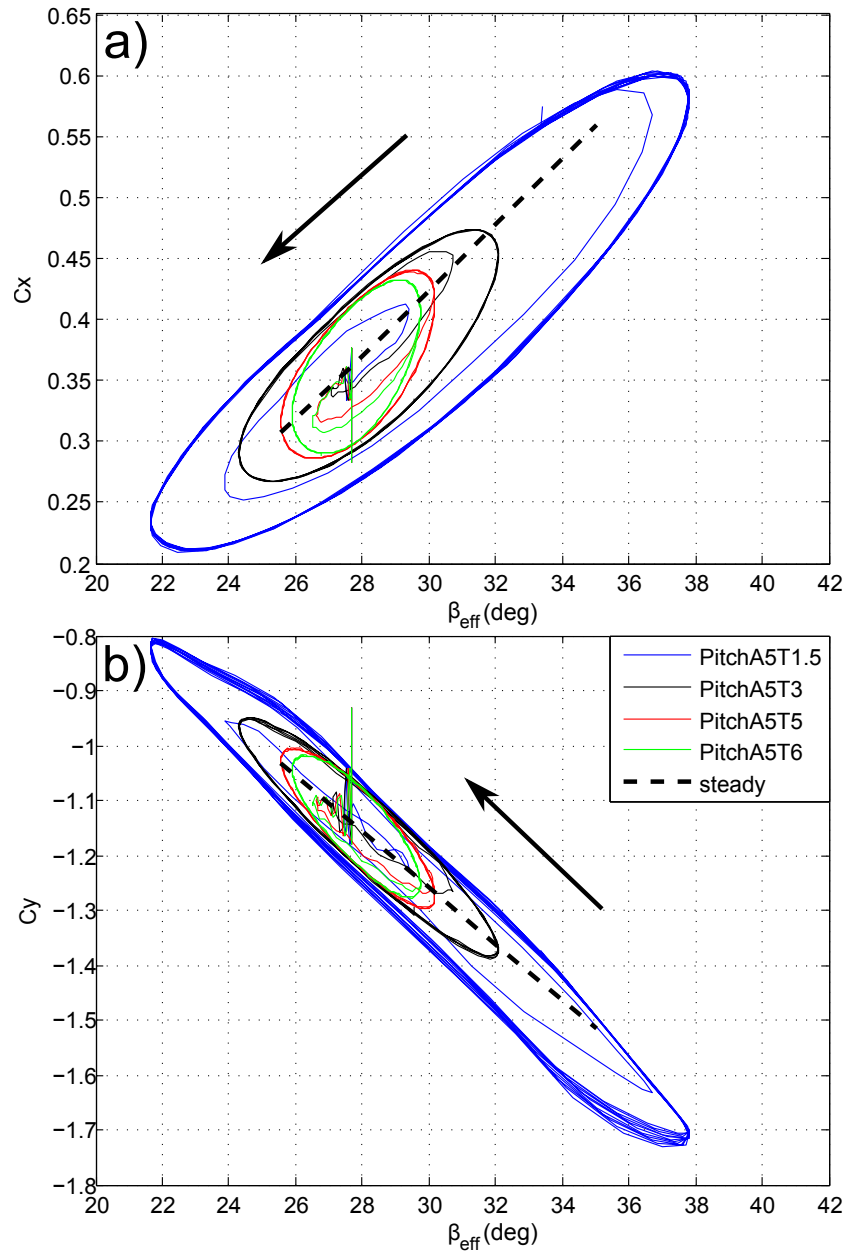 a)
0.65
0.6
0.55
0.5
0.45
0.4
0.35
0.3
0.25
0.2
Cx
20 22 24 26 28 30 32 34 36 38 40 42
βeff(deg)
b)
−0.8
−0.9
−1
−1.1
−1.2
−1.3
−1.4
−1.5
−1.6
−1.7
−1.8
Cy
PitchA5T1.5
PitchA5T3
PitchA5T5
PitchA5T6
steady
20 22 24 26 28 30 32 34 36 38 40 42
βeff(deg)